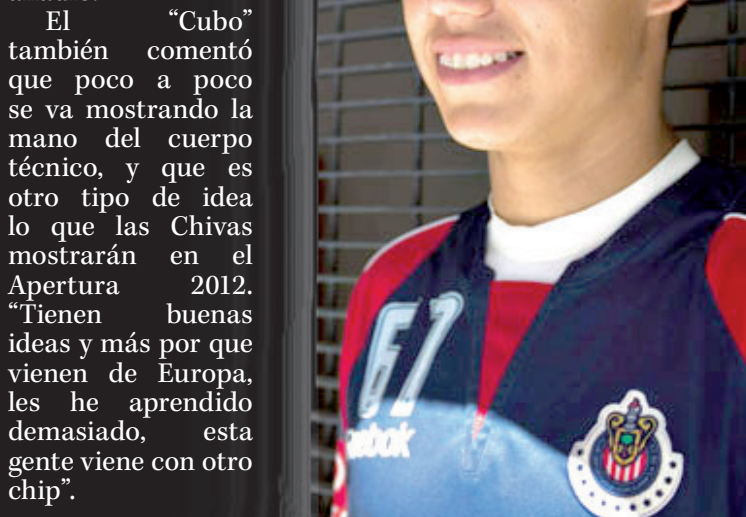 El “Cubo”
también comentó
que poco a poco
se va mostrando la
mano del cuerpo
técnico, y que es
otro tipo de idea
lo que las Chivas
mostrarán en el
Apertura 2012.
“Tienen buenas
ideas y más por que
vienen de Europa,
les he aprendido
demasiado, esta
gente viene con otro
chip”.